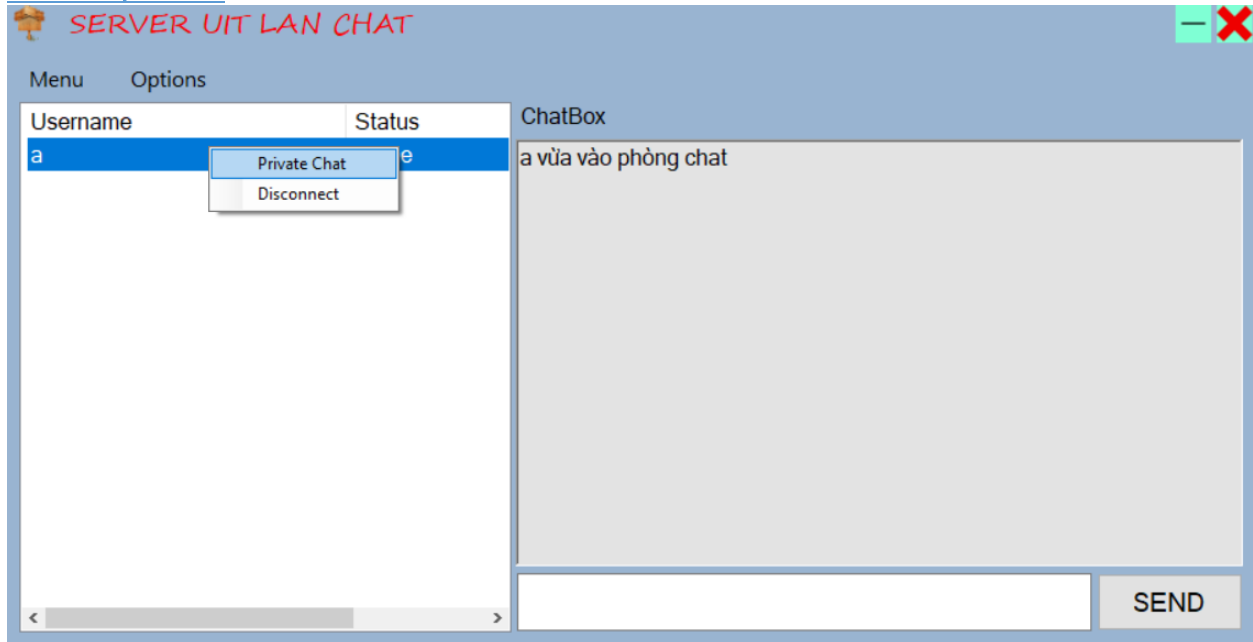 SERVER UIT LAN CHAT
Menu Options
Username Status
a
Private Chat
Disconnect
ChatBox
a vừa vào phòng chat
SEND